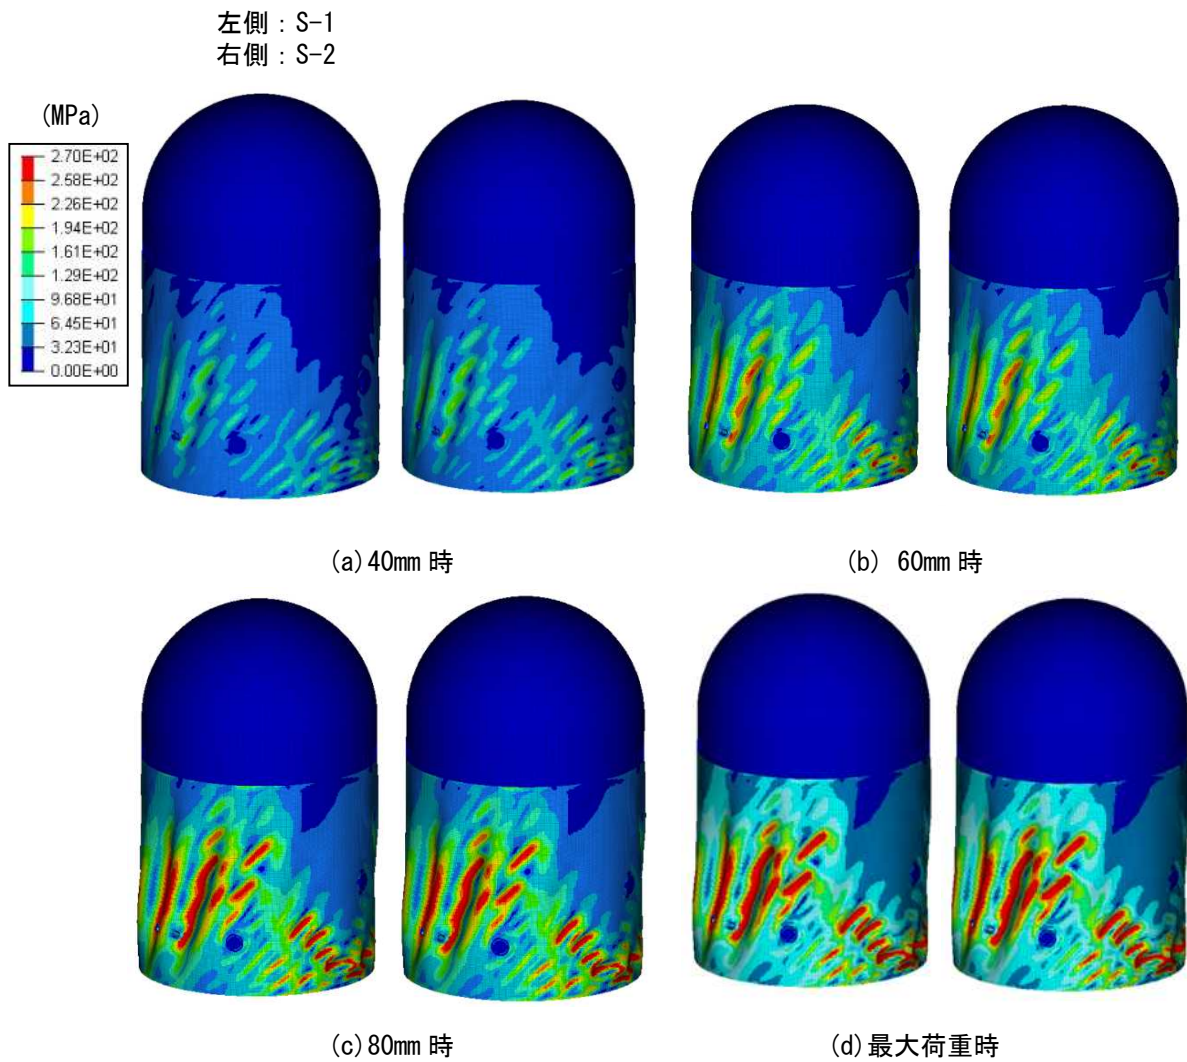 左側：S-1
右側：S-2
(MPa)
2.70E+02
2.58E+02
2.26E+02
1.94E+02
1.61E+02
1.29E+02
9.68E+01
6.45E+01
3.23E+01
0.00E+00
(a)40mm 時
(b) 60mm 時
(c)80mm 時
(d)最大荷重時